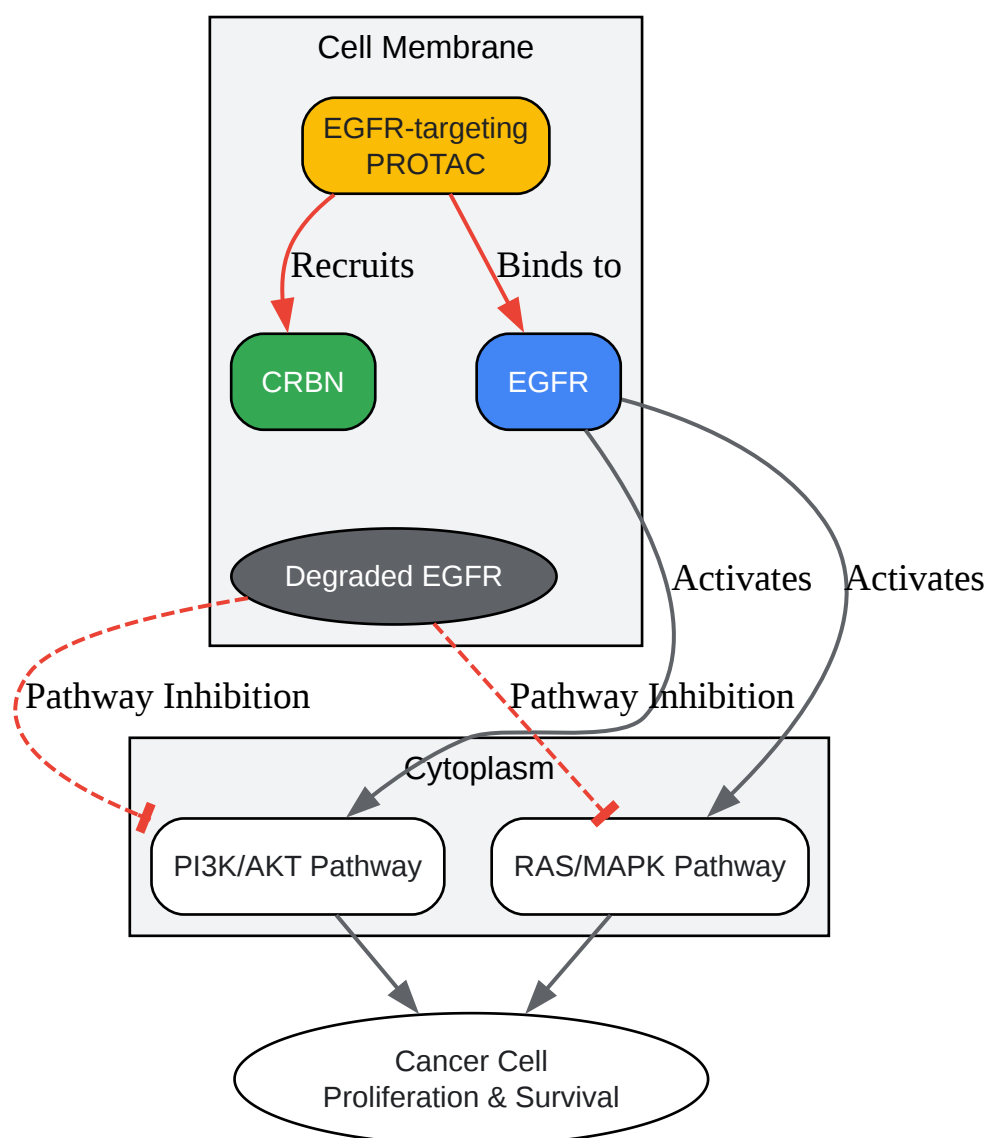 Cell Membrane
EGFR-targeting
PROTAC
Recruits
Binds to
CRBN
EGFR
Degraded EGFR
Activates
Activates
Pathway Inhibition
Pathway Inhibition
Cytoplasm
PI3K/AKT Pathway
RAS/MAPK Pathway
Cancer Cell
Proliferation & Survival